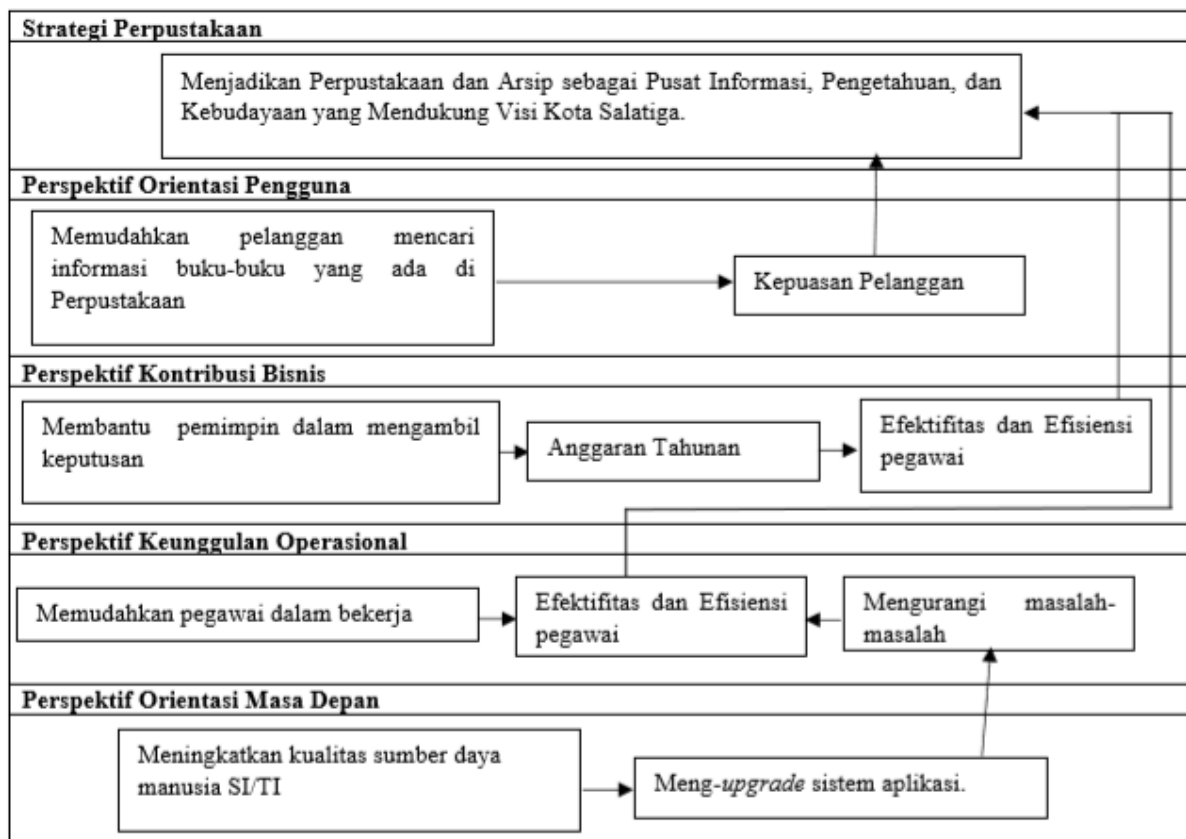 Strategi Perpustakaan
Menjadikan Perpustakaan dan Arsip sebagai Pusat Informasi, Pengetahuan, dan
Kebudayaan yang Mendukung Visi Kota Salatiga.
Perspektif Orientasi Pengguna
Memudahkan pelanggan mencari
informasi buku-buku yang ada di
Perpustakaan
Kepuasan Pelanggan
Perspektif Kontribusi Bisnis
Membantu pemimpin dalam mengambil
keputusan
Anggaran Tahunan
Efektifitas dan Efisiensi
pegawai
Perspektif Keunggulan Operasional
Memudahkan pegawai dalam bekerja
Efektifitas dan Efisiensi
pegawai
Mengurangi masalah-
masalah
Perspektif Orientasi Masa Depan
Meningkatkan kualitas sumber daya
manusia SI/TI
Meng-upgrade sistem aplikasi.